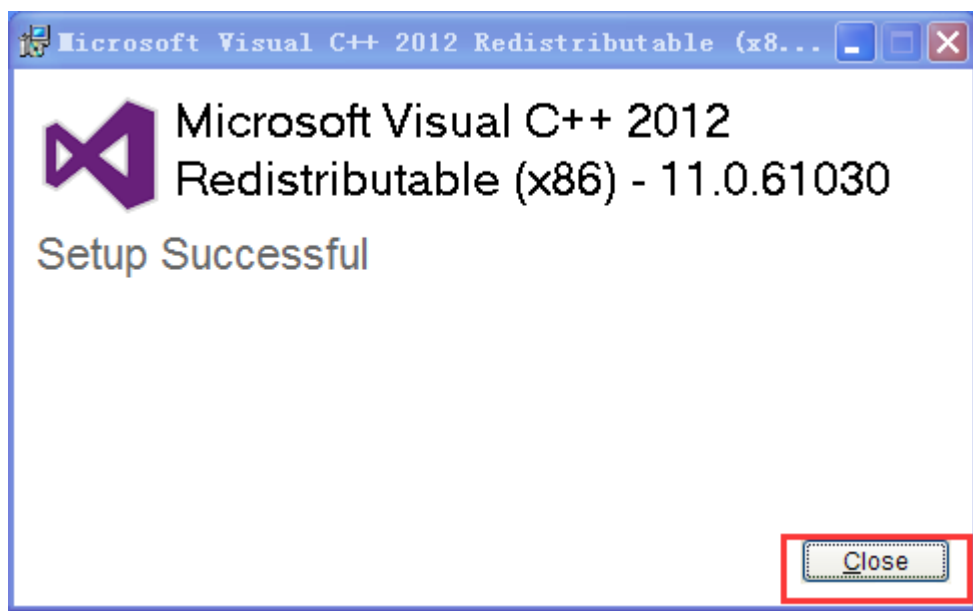 Microsoft Visual C++ 2012 Redistributable (x8...
Microsoft Visual C++ 2012
Redistributable (x86) - 11.0.61030
Setup Successful
Close